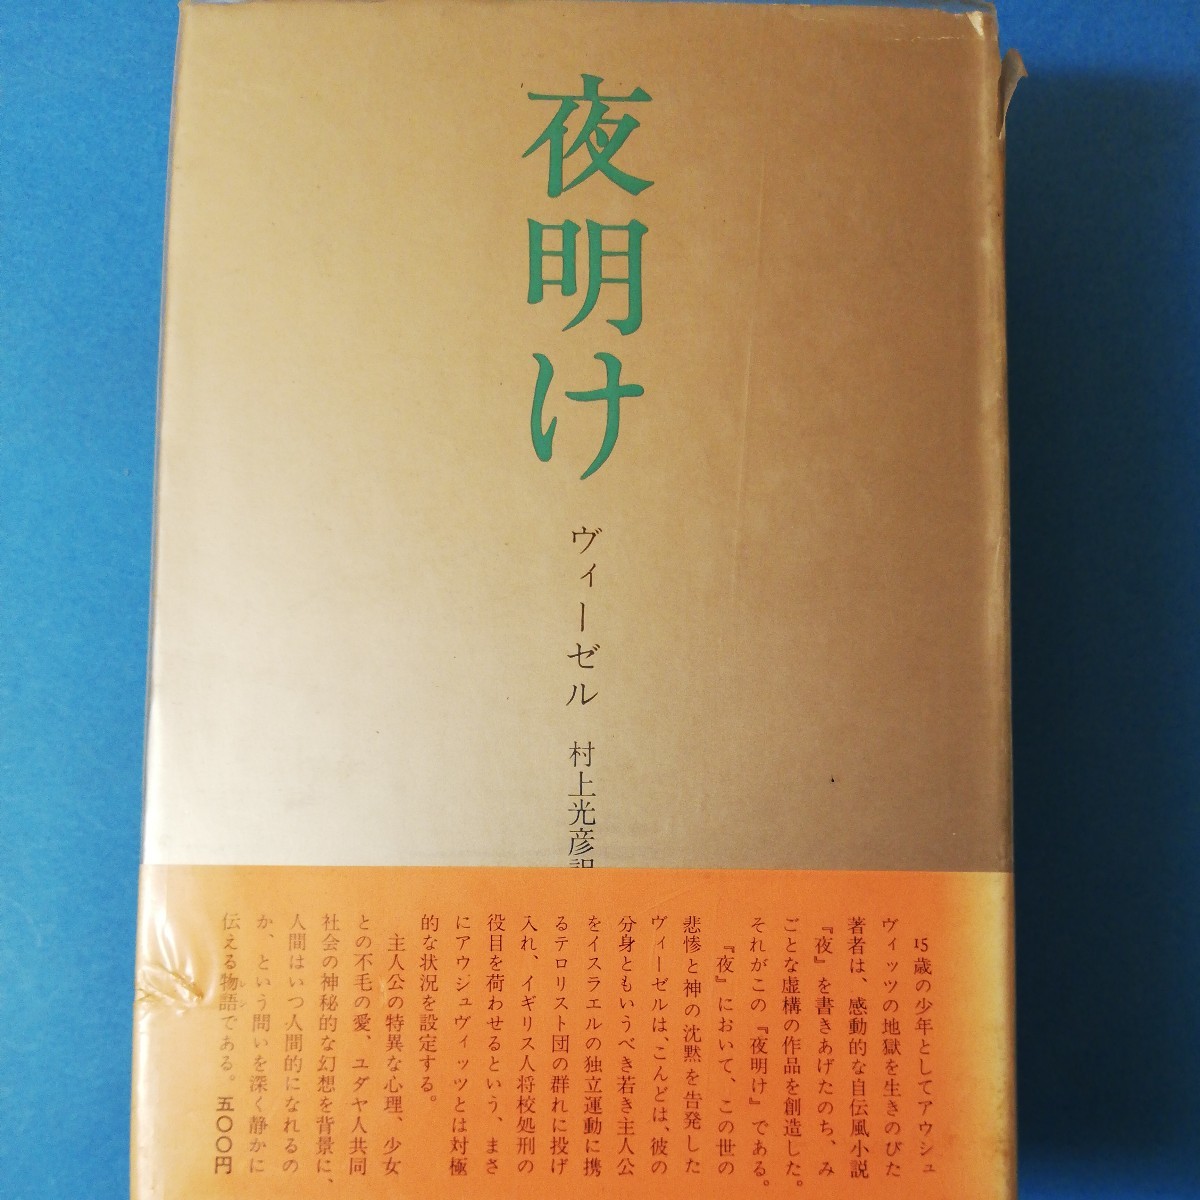 夜明け
ヴィーゼル
村上光彦訳
15歳の少年としてアウシュ
ヴィッツの地獄を生きのびた
著者は、感動的な自伝風小説
『夜』を書きあげたのち、み
ごとな虚構の作品を創造した。
それがこの『夜明け』である。
『夜』において、この世の
悲惨と神の沈黙を告発した
ヴィーゼルは、こんどは、彼の
分身ともいうべき若き主人公
をイスラエルの独立運動に携
るテロリスト団の群れに投げ
入れ、イギリス人将校処刑の
役目を荷わせるという、まさ
にアウシュヴィッツとは対極
的な状況を設定する。
主人公の特異な心理、少女
との不毛の愛、ユダヤ人共同
社会の神秘的な幻想を背景に、
人間はいつ人間的になれるの
か、という問いを深く静かに
伝える物語である。 五〇〇円